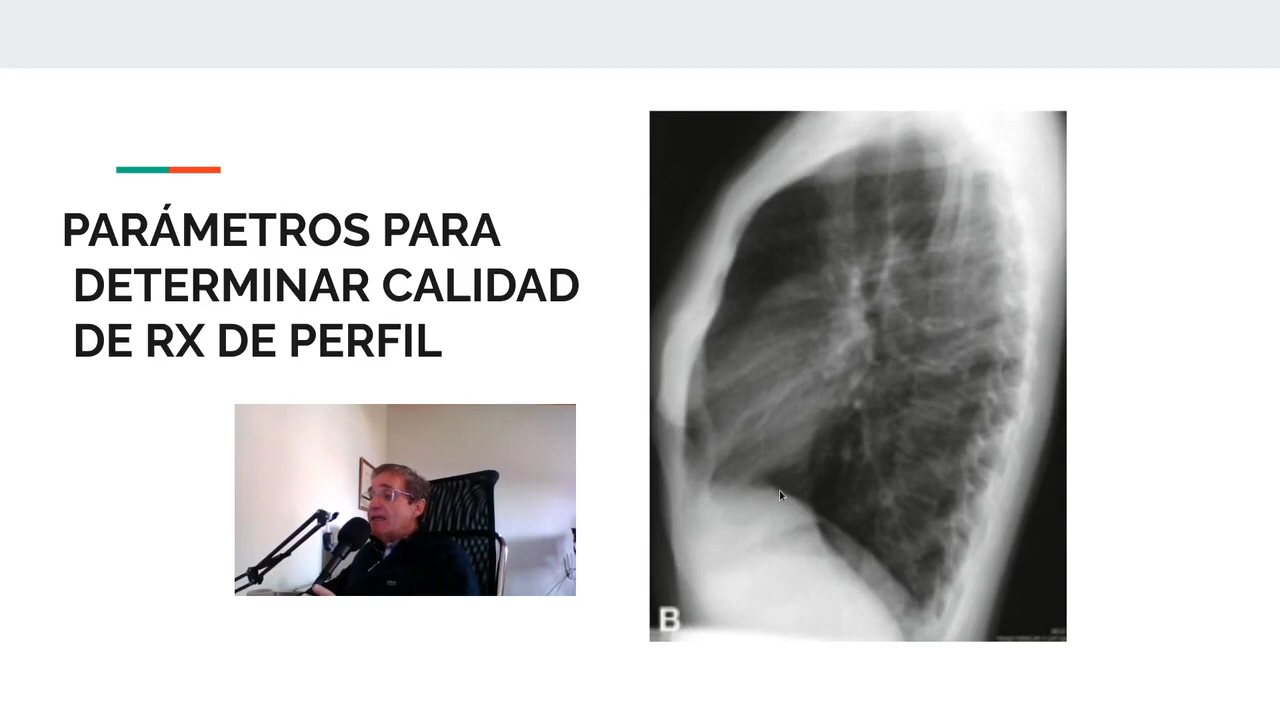 PARÁMETROS PARA
DETERMINAR CALIDAD
DE RX DE PERFIL
B